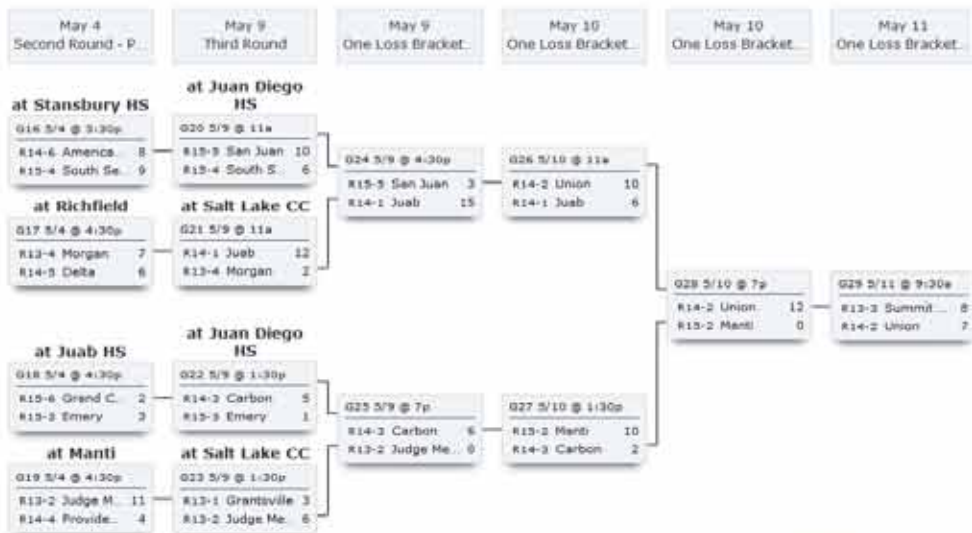 May 4
Second Round - P...
May 9
Third Round
May 9
One Loss Bracket...
May 10
One Loss Bracket...
May 10
One Loss Bracket...
May 11
One Loss Bracket...
at Stansbury HS
G16 5/4 @ 3:30p
R14-6 America... 8
R15-4 South Se... 9
at Richfield
G17 5/4 @ 4:30p
R13-4 Morgan 7
R14-5 Delta 6
at Juab HS
G18 5/4 @ 4:30p
R15-6 Grand C... 2
R15-3 Emery 3
at Manti
G19 5/4 @ 4:30p
R13-2 Judge M... 11
R14-4 Provide... 4
at Juan Diego
HS
G20 5/9 @ 11a
R15-5 San Juan 10
R15-4 South S... 6
at Salt Lake CC
G21 5/9 @ 11a
R14-1 Juab 12
R13-4 Morgan 2
at Juan Diego
HS
G22 5/9 @ 1:30p
R14-3 Carbon 5
R15-3 Emery 1
at Salt Lake CC
G23 5/9 @ 1:30p
R13-1 Grantsville 3
R13-2 Judge Me... 6
G24 5/9 @ 4:30p
R15-5 San Juan 3
R14-1 Juab 15
G25 5/9 @ 7p
R14-3 Carbon 6
R13-2 Judge Me... 0
G26 5/10 @ 11a
R14-2 Union 10
R14-1 Juab 6
G27 5/10 @ 1:30p
R15-2 Manti 10
R14-3 Carbon 2
G28 5/10 @ 7p
R14-2 Union 12
R15-2 Manti 0
G29 5/11 @ 9:30a
R13-3 Summit ... 8
R14-2 Union 7